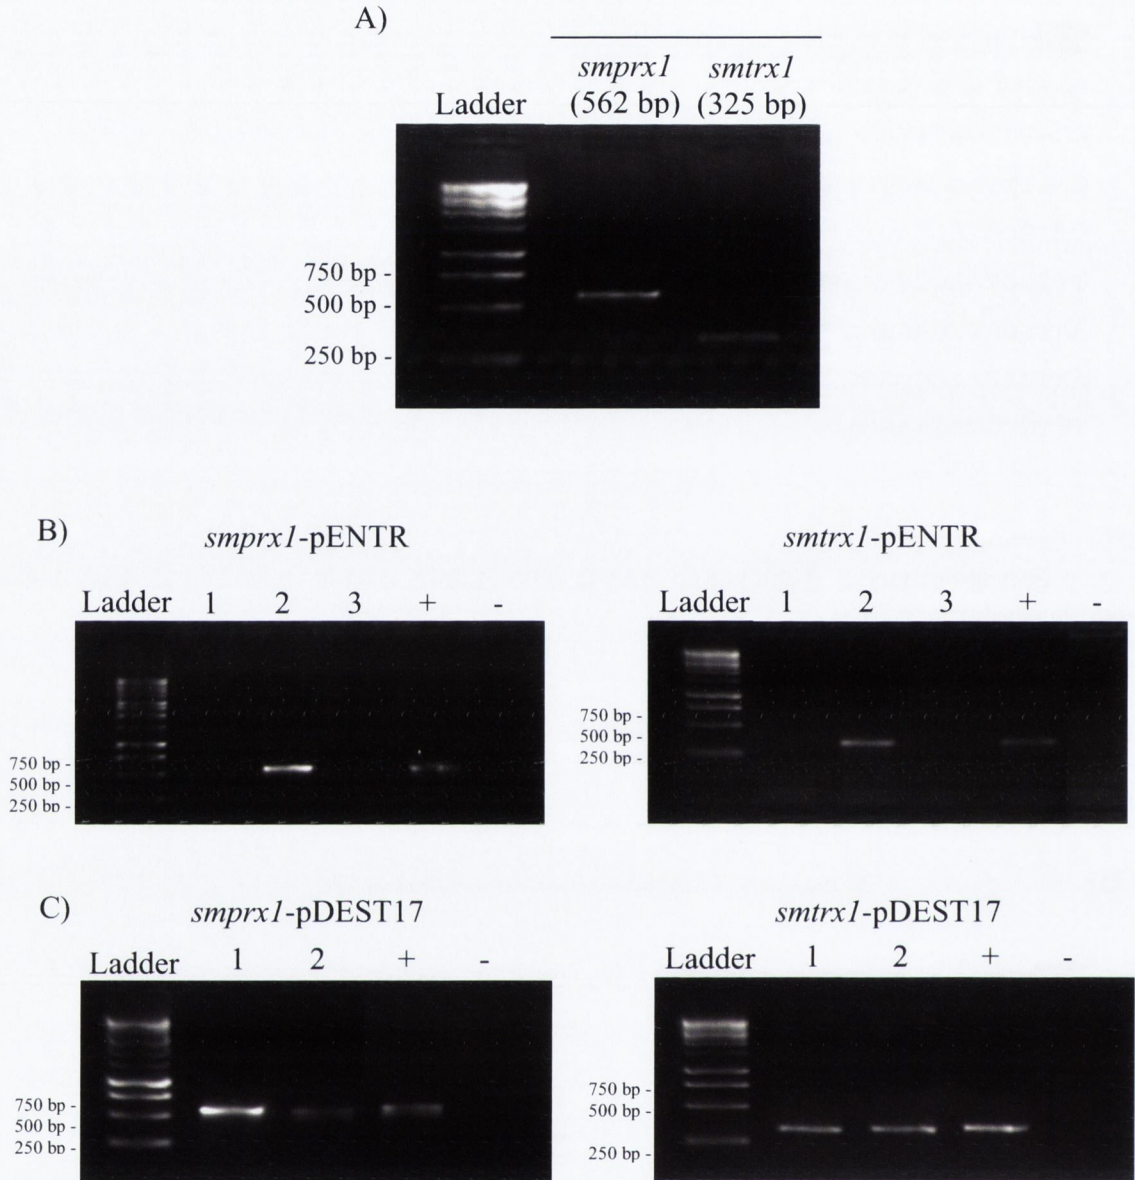 A)
smprx1 smtrx1
Ladder (562 bp) (325 bp)
750 bp -
500 bp -
250 bp -
B)
smprx1-pENTR
Ladder 1 2 3 + -
750 bp -
500 bp -
250 bp -
smtrx1-pENTR
Ladder 1 2 3 + -
750 bp -
500 bp -
250 bp -
C)
smprx1-pDEST17
Ladder 1 2 + -
750 bp -
500 bp -
250 bp -
smtrx1-pDEST17
Ladder 1 2 + -
750 bp -
500 bp -
250 bp -